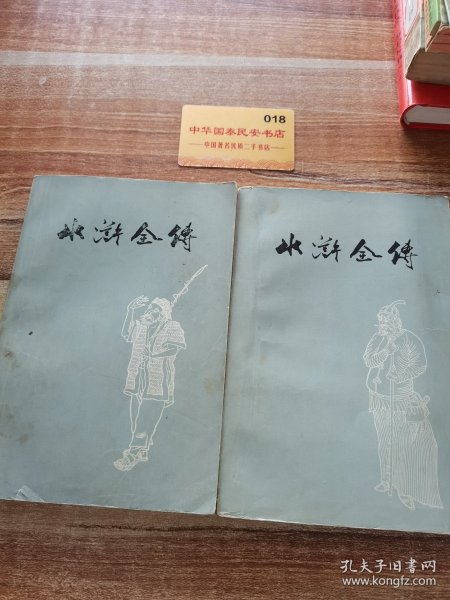 018
中华国泰民安书店
中国著名民族二手书店
水浒全传
水浒全传
孔夫子旧书网
www.kongfz.com